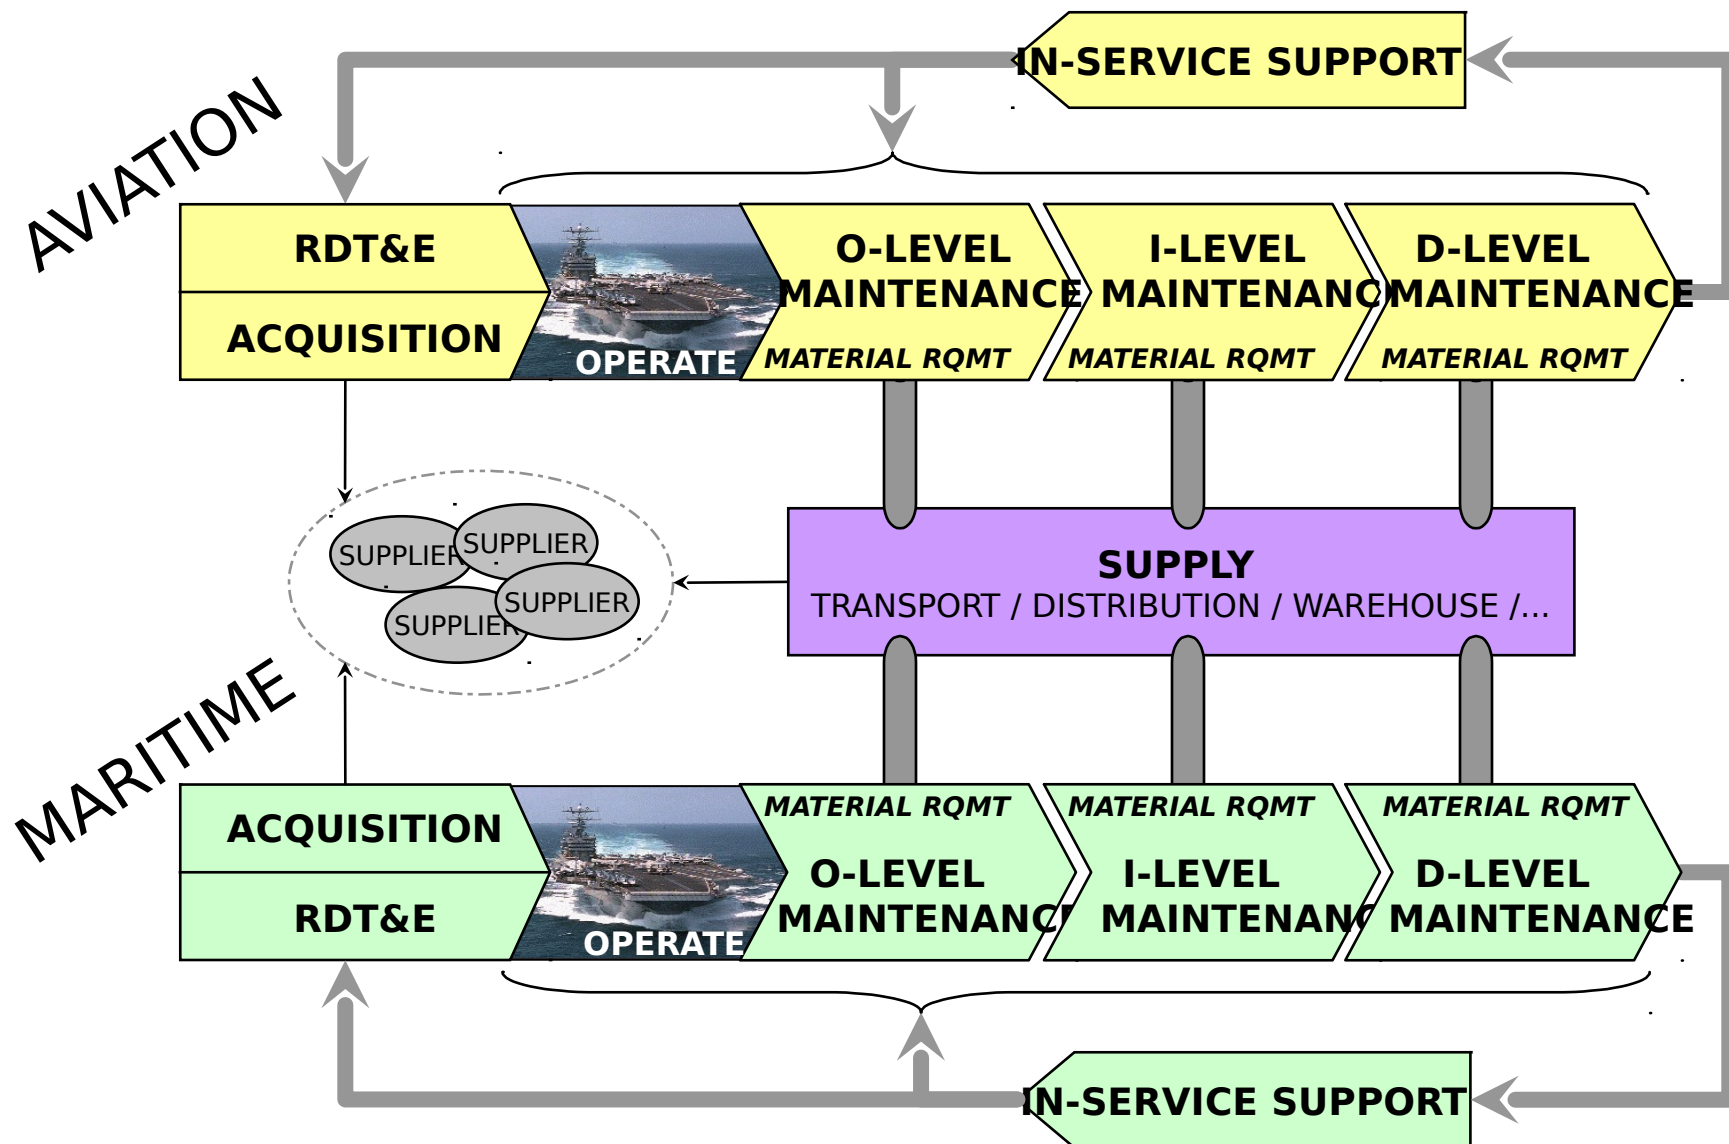 IN-SERVICE SUPPORT
AVIATION
RDT&E
ACQUISITION
OPERATE
O-LEVEL
MAINTENANCE
MATERIAL RQMT
I-LEVEL
MAINTENANC
MATERIAL RQMT
D-LEVEL
MAINTENANCE
MATERIAL RQMT
SUPPLIER
SUPPLIER
SUPPLIER
SUPPLIER
SUPPLY
TRANSPORT / DISTRIBUTION / WAREHOUSE /...
MARITIME
ACQUISITION
RDT&E
OPERATE
MATERIAL RQMT
O-LEVEL
MAINTENANCE
MATERIAL RQMT
I-LEVEL
MAINTENANC
MATERIAL RQMT
D-LEVEL
MAINTENANCE
IN-SERVICE SUPPORT